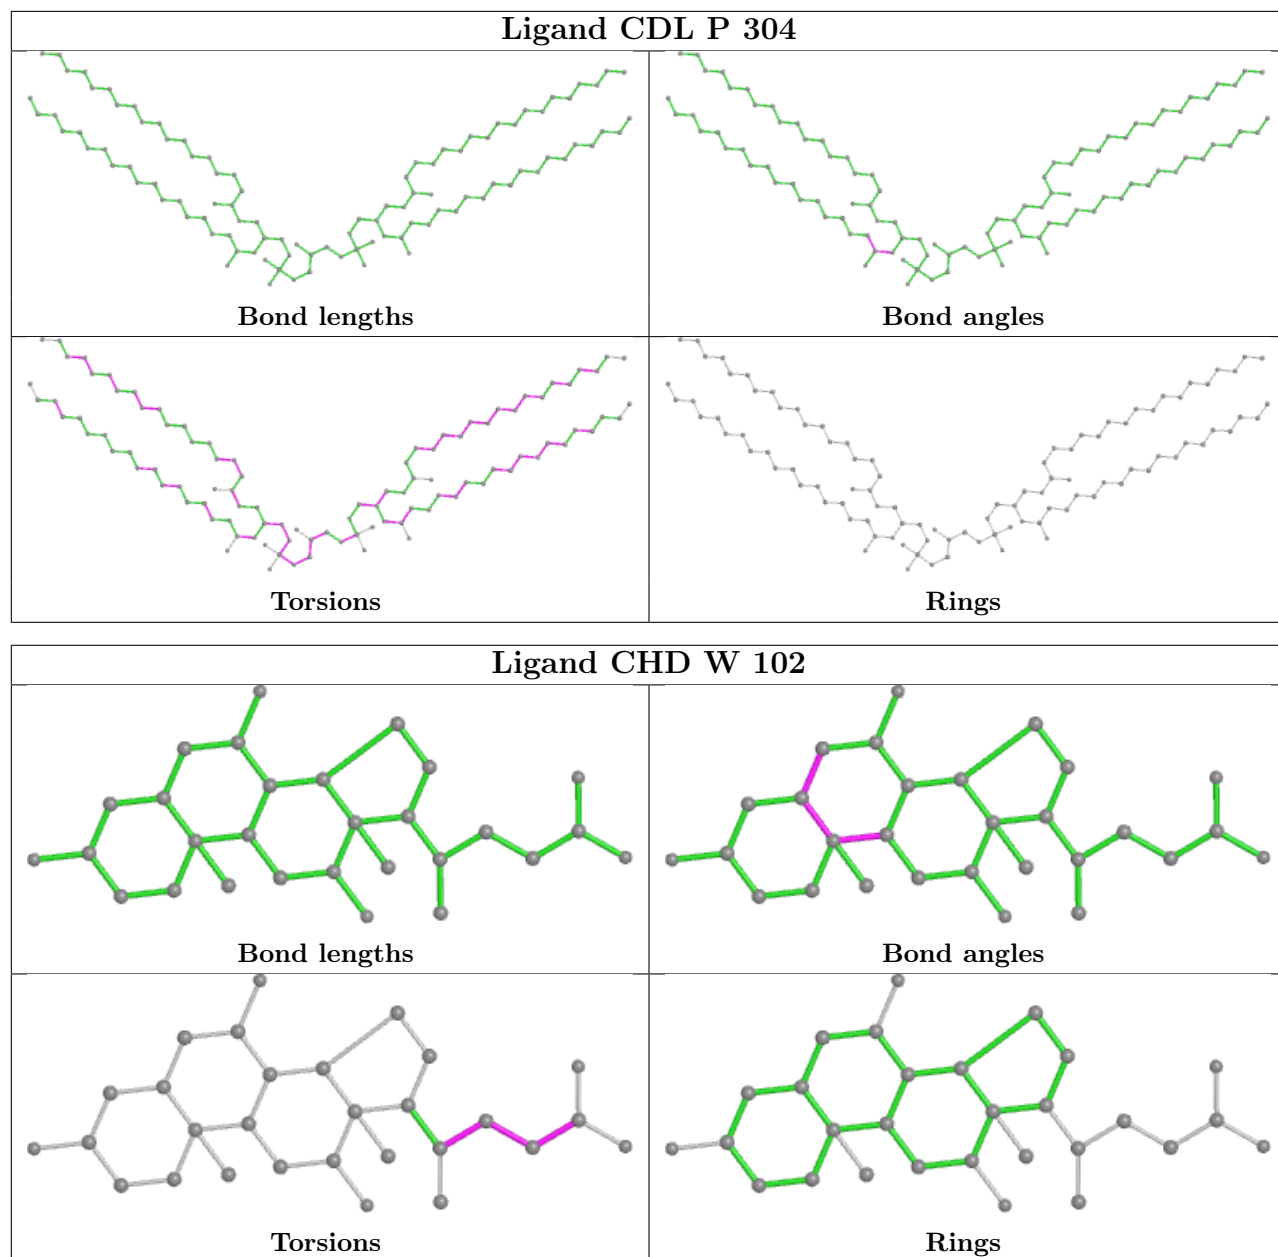 Ligand CDL P 304
Bond lengths
Bond angles
Torsions
Rings
Ligand CHD W 102
Bond lengths
Bond angles
Torsions
Rings